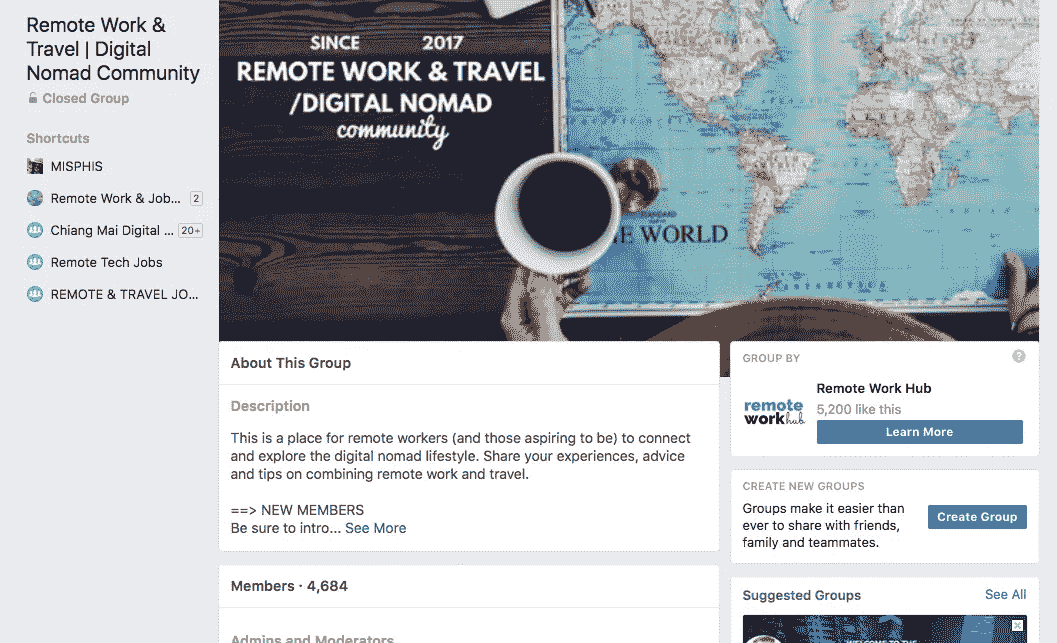 Remote Work &
Travel | Digital
Nomad Community
Closed Group
Shortcuts
MISPHIS
Remote Work & Job... 2
Chiang Mai Digital ... 20+
Remote Tech Jobs
REMOTE & TRAVEL JO...
SINCE 2017
REMOTE WORK & TRAVEL
/DIGITAL NOMAD
community
THE WORLD
About This Group
Description
This is a place for remote workers (and those aspiring to be) to connect
and explore the digital nomad lifestyle. Share your experiences, advice
and tips on combining remote work and travel.
==> NEW MEMBERS
Be sure to intro... See More
Members · 4,684
Admins and Moderators
GROUP BY
?
remote
workhub
Remote Work Hub
5,200 like this
Learn More
CREATE NEW GROUPS
Groups make it easier than
ever to share with friends,
family and teammates.
Create Group
Suggested Groups
See All
WELCOME TO THE